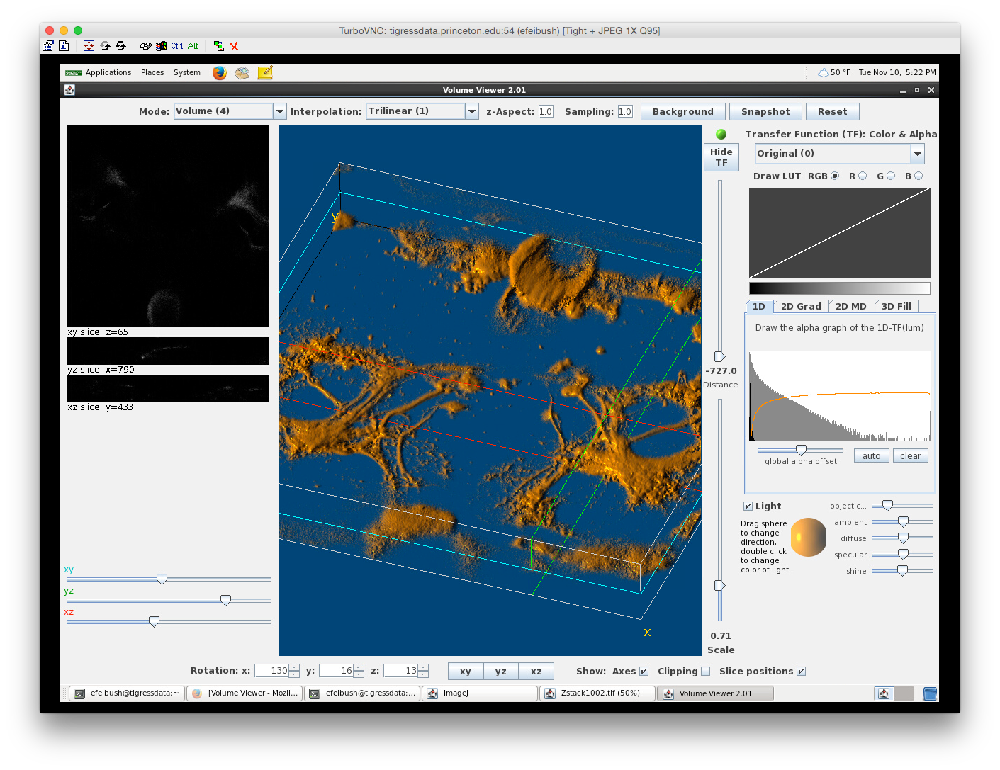 TurboVNC: tigressdata.princeton.edu:54 (efeibush) [Tight + JPEG 1X Q95]
Ctrl Alt
Applications Places System 50 °F Tue Nov 10, 5:22 PM
Volume Viewer 2.01
Mode: Volume (4) Interpolation: Trilinear (1) z-Aspect: 1.0 Sampling: 1.0 Background Snapshot Reset
Hide TF
Transfer Function (TF): Color & Alpha
Original (0)
Draw LUT RGB R G B
y
xy slice z=65
yz slice x=790
xz slice y=433
1D 2D Grad 2D MD 3D Fill
Draw the alpha graph of the 1D-TF(lum)
-727.0
Distance
global alpha offset auto clear
Light
Drag sphere
to change
direction,
double click
to change
color of light.
object c...
ambient
diffuse
specular
shine
xy
yz
xz
x
0.71
Scale
Rotation: x: 130 y: 16 z: 13 xy yz xz Show: Axes Clipping Slice positions
efeibush@tigressdata:~ [Volume Viewer - Mozil... efeibush@tigressdata:... ImageJ Zstack1002.tif (50%) Volume Viewer 2.01